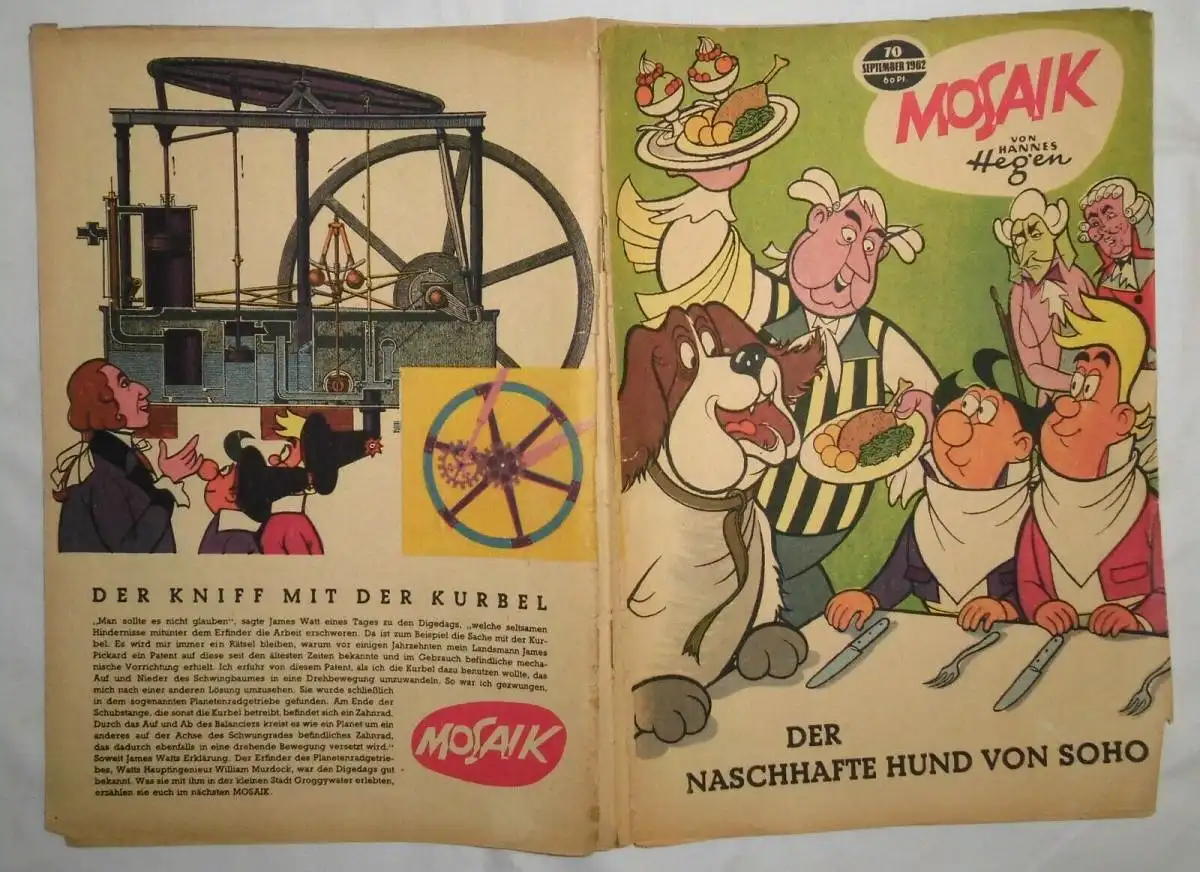 DER KNIFF MIT DER KURBEL
„Man sollte es nicht glauben", sagte James Watt eines Tages zu den Digedags, „welche seltsamen
Hindernisse mitunter dem Erfinder die Arbeit erschweren. Da ist zum Beispiel die Sache mit der Kur-
bel. Es wird mir immer ein Rätsel bleiben, warum vor einigen Jahrzehnten mein Landsmann James
Pickard ein Patent auf diese seit den ältesten Zeiten bekannte und im Gebrauch befindliche mecha-
nische Vorrichtung erhielt. Ich erfuhr von diesem Patent, als ich die Kurbel dazu benutzen wollte, das
Auf und Nieder des Schwingbaumes in eine Drehbewegung umzuwandeln. So war ich gezwungen,
mich nach einer anderen Lösung umzusehen. Sie wurde schließlich
in dem sogenannten Planetenradgetriebe gefunden. Am Ende der
Schubstange, die sonst die Kurbel betreibt, befindet sich ein Zahnrad.
Durch das Auf und Ab des Balanciers kreist es wie ein Planet um ein
anderes auf der Achse des Schwungrades befindliches Zahnrad,
das dadurch ebenfalls in eine drehende Bewegung versetzt wird."
Soweit James Watts Erklärung. Der Erfinder des Planetenradgetrie-
bes, Watts Hauptingenieur William Murdock, war den Digedags gut
bekannt. Was sie mit ihm in der kleinen Stadt Groggywater erlebten,
erzählen sie euch im nächsten MOSAIK.
MOSAIK
70
SEPTEMBER 1962
60 Pf.
MOSAIK
VON
HANNES
Hegen
DER
NASCHHAFTE HUND VON SOHO